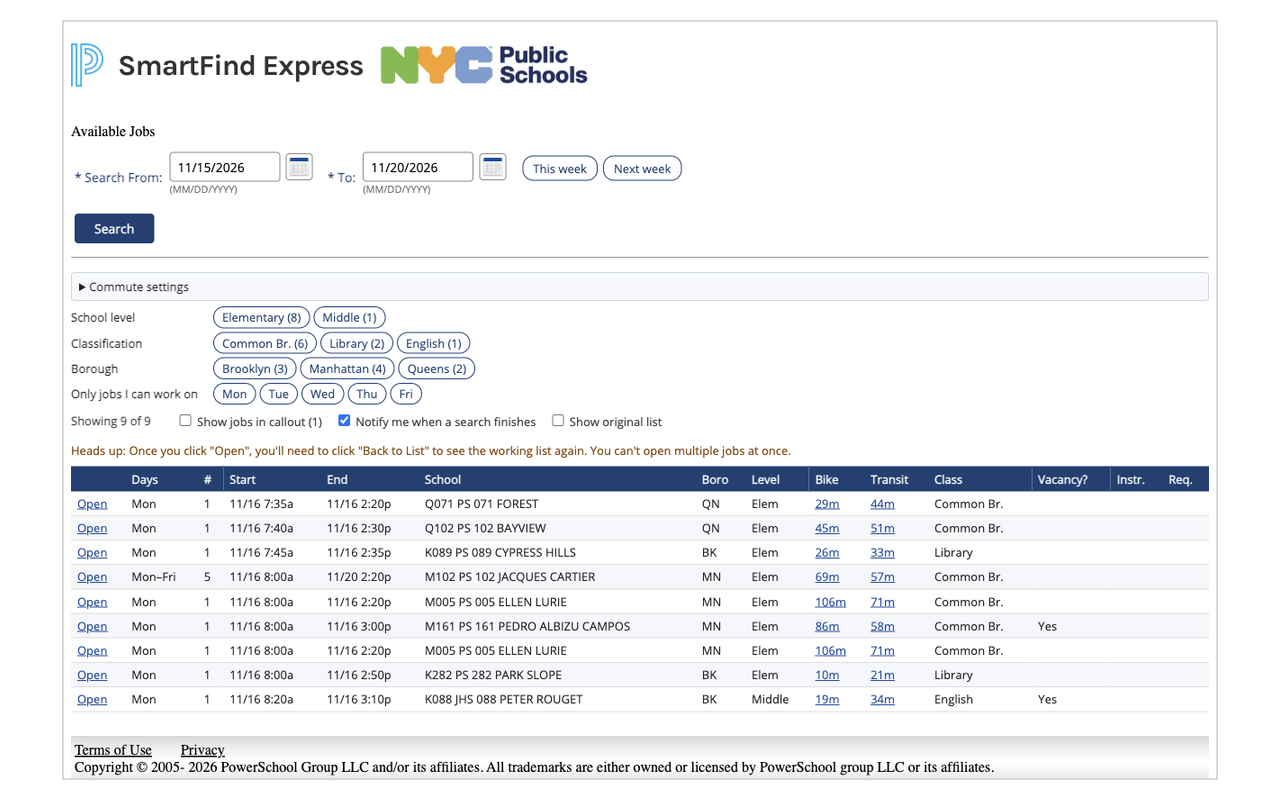 SmartFind Express NYC Public Schools
Available Jobs
* Search From: 11/15/2026 * To: 11/20/2026 This week Next week
(MM/DD/YYYY) (MM/DD/YYYY)
Search
▶ Commute settings
School level Elementary (8) Middle (1)
Classification Common Br. (6) Library (2) English (1)
Borough Brooklyn (3) Manhattan (4) Queens (2)
Only jobs I can work on Mon Tue Wed Thu Fri
Showing 9 of 9 Show jobs in callout (1) Notify me when a search finishes Show original list
Heads up: Once you click "Open", you'll need to click "Back to List" to see the working list again. You can't open multiple jobs at once.
Days # Start End School Boro Level Bike Transit Class Vacancy? Instr. Req.
Open Mon 1 11/16 7:35a 11/16 2:20p Q071 PS 071 FOREST QN Elem 29m 44m Common Br.
Open Mon 1 11/16 7:40a 11/16 2:30p Q102 PS 102 BAYVIEW QN Elem 45m 51m Common Br.
Open Mon 1 11/16 7:45a 11/16 2:35p K089 PS 089 CYPRESS HILLS BK Elem 26m 33m Library
Open Mon–Fri 5 11/16 8:00a 11/20 2:20p M102 PS 102 JACQUES CARTIER MN Elem 69m 57m Common Br.
Open Mon 1 11/16 8:00a 11/16 2:20p M005 PS 005 ELLEN LURIE MN Elem 106m 71m Common Br.
Open Mon 1 11/16 8:00a 11/16 3:00p M161 PS 161 PEDRO ALBIZU CAMPOS MN Elem 86m 58m Common Br. Yes
Open Mon 1 11/16 8:00a 11/16 2:20p M005 PS 005 ELLEN LURIE MN Elem 106m 71m Common Br.
Open Mon 1 11/16 8:00a 11/16 2:50p K282 PS 282 PARK SLOPE BK Elem 10m 21m Library
Open Mon 1 11/16 8:20a 11/16 3:10p K088 JHS 088 PETER ROUGET BK Middle 19m 34m English Yes
Terms of Use Privacy
Copyright © 2005- 2026 PowerSchool Group LLC and/or its affiliates. All trademarks are either owned or licensed by PowerSchool group LLC or its affiliates.